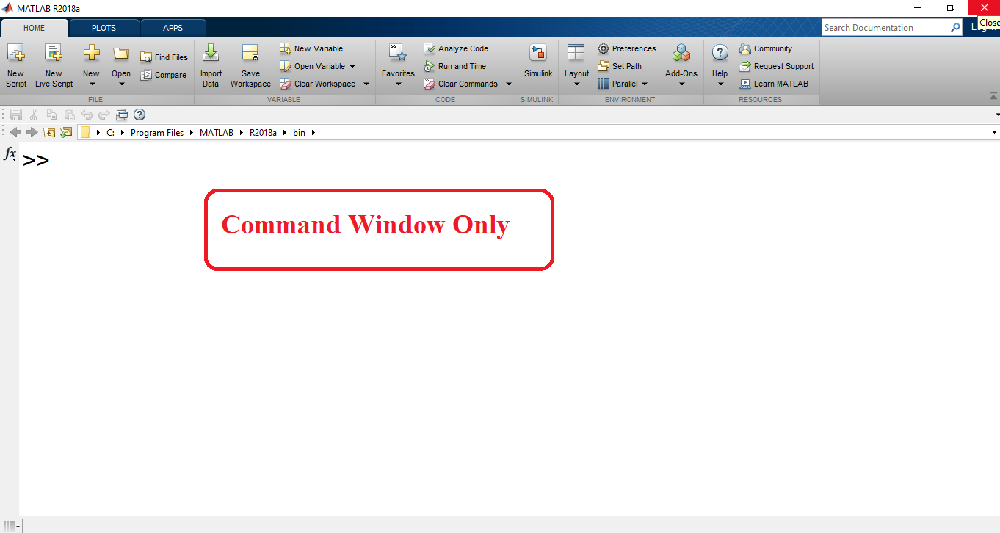 MATLAB R2018a
Close
HOME PLOTS APPS
Search Documentation
New Script
New Live Script
New
Open
Find Files
Compare
FILE
Import Data
Save Workspace
New Variable
Open Variable
Clear Workspace
VARIABLE
Favorites
Analyze Code
Run and Time
Clear Commands
CODE
Simulink
SIMULINK
Layout
Preferences
Set Path
Parallel
Add-Ons
ENVIRONMENT
Help
Community
Request Support
Learn MATLAB
RESOURCES
C: Program Files MATLAB R2018a bin
fx >>
Command Window Only